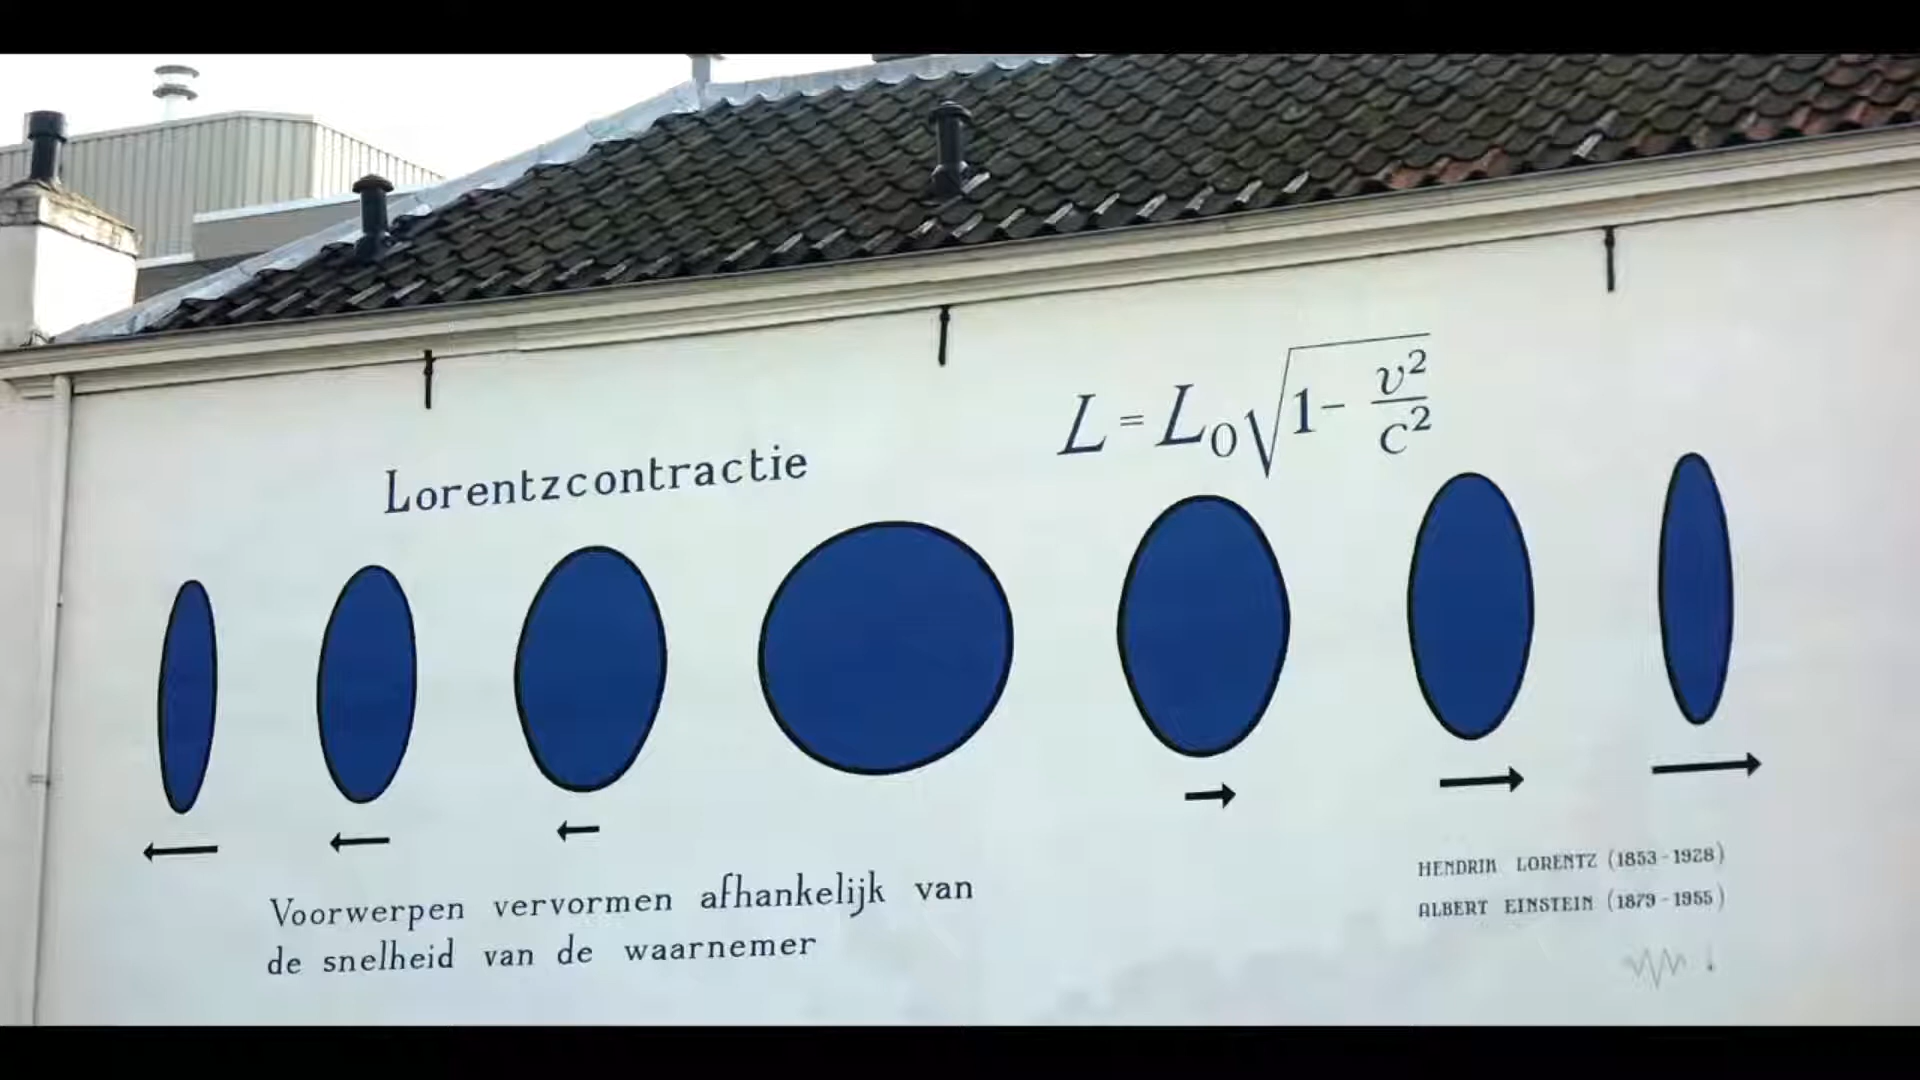 Lorentzcontractie
L = L₀√1 - v²/c²
Voorwerpen vervormen afhankelijk van
de snelheid van de waarnemer
HENDRIK LORENTZ (1853-1928)
ALBERT EINSTEIN (1879-1955)